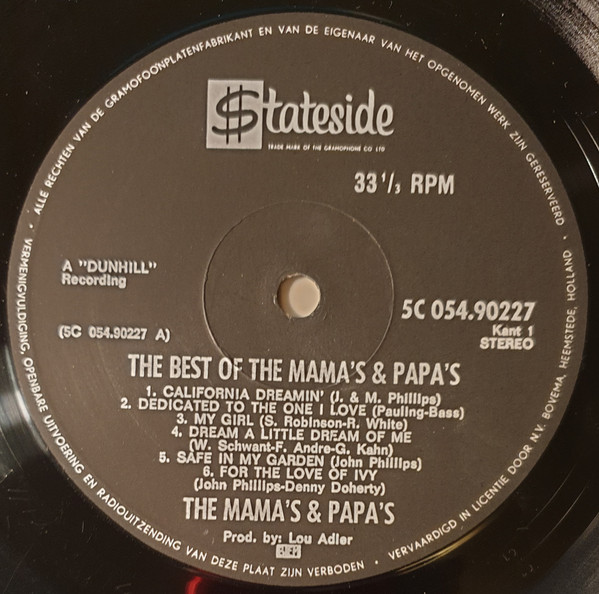 ALLE RECHTEN VAN DE GRAMOFOONPLATENFABRIKANT EN VAN DE EIGENAAR VAN HET OPGENOMEN WERK ZIJN GERESERVEERD
$tateside
TRADE MARK OF THE GRAMOPHONE CO LTD
33 1/3 RPM
A "DUNHILL"
Recording
5C 054.90227
Kant 1
STEREO
(5C 054.90227 A)
THE BEST OF THE MAMA'S & PAPA'S
1. CALIFORNIA DREAMIN' (J. & M. Phillips)
2. DEDICATED TO THE ONE I LOVE (Pauling-Bass)
3. MY GIRL (S. Robinson-R. White)
4. DREAM A LITTLE DREAM OF ME
(W. Schwant-F. Andre-G. Kahn)
5. SAFE IN MY GARDEN (John Phillips)
6. FOR THE LOVE OF IVY
(John Phillips-Denny Doherty)
THE MAMA'S & PAPA'S
Prod. by: Lou Adler
VERMENIGVULDIGING, OPENBARE UITVOERING EN RADIOUITZENDING VAN DEZE PLAAT ZIJN VERBODEN
VERVAARDIGD IN LICENTIE DOOR N.V. BOVEMA, HEEMSTEDE, HOLLAND